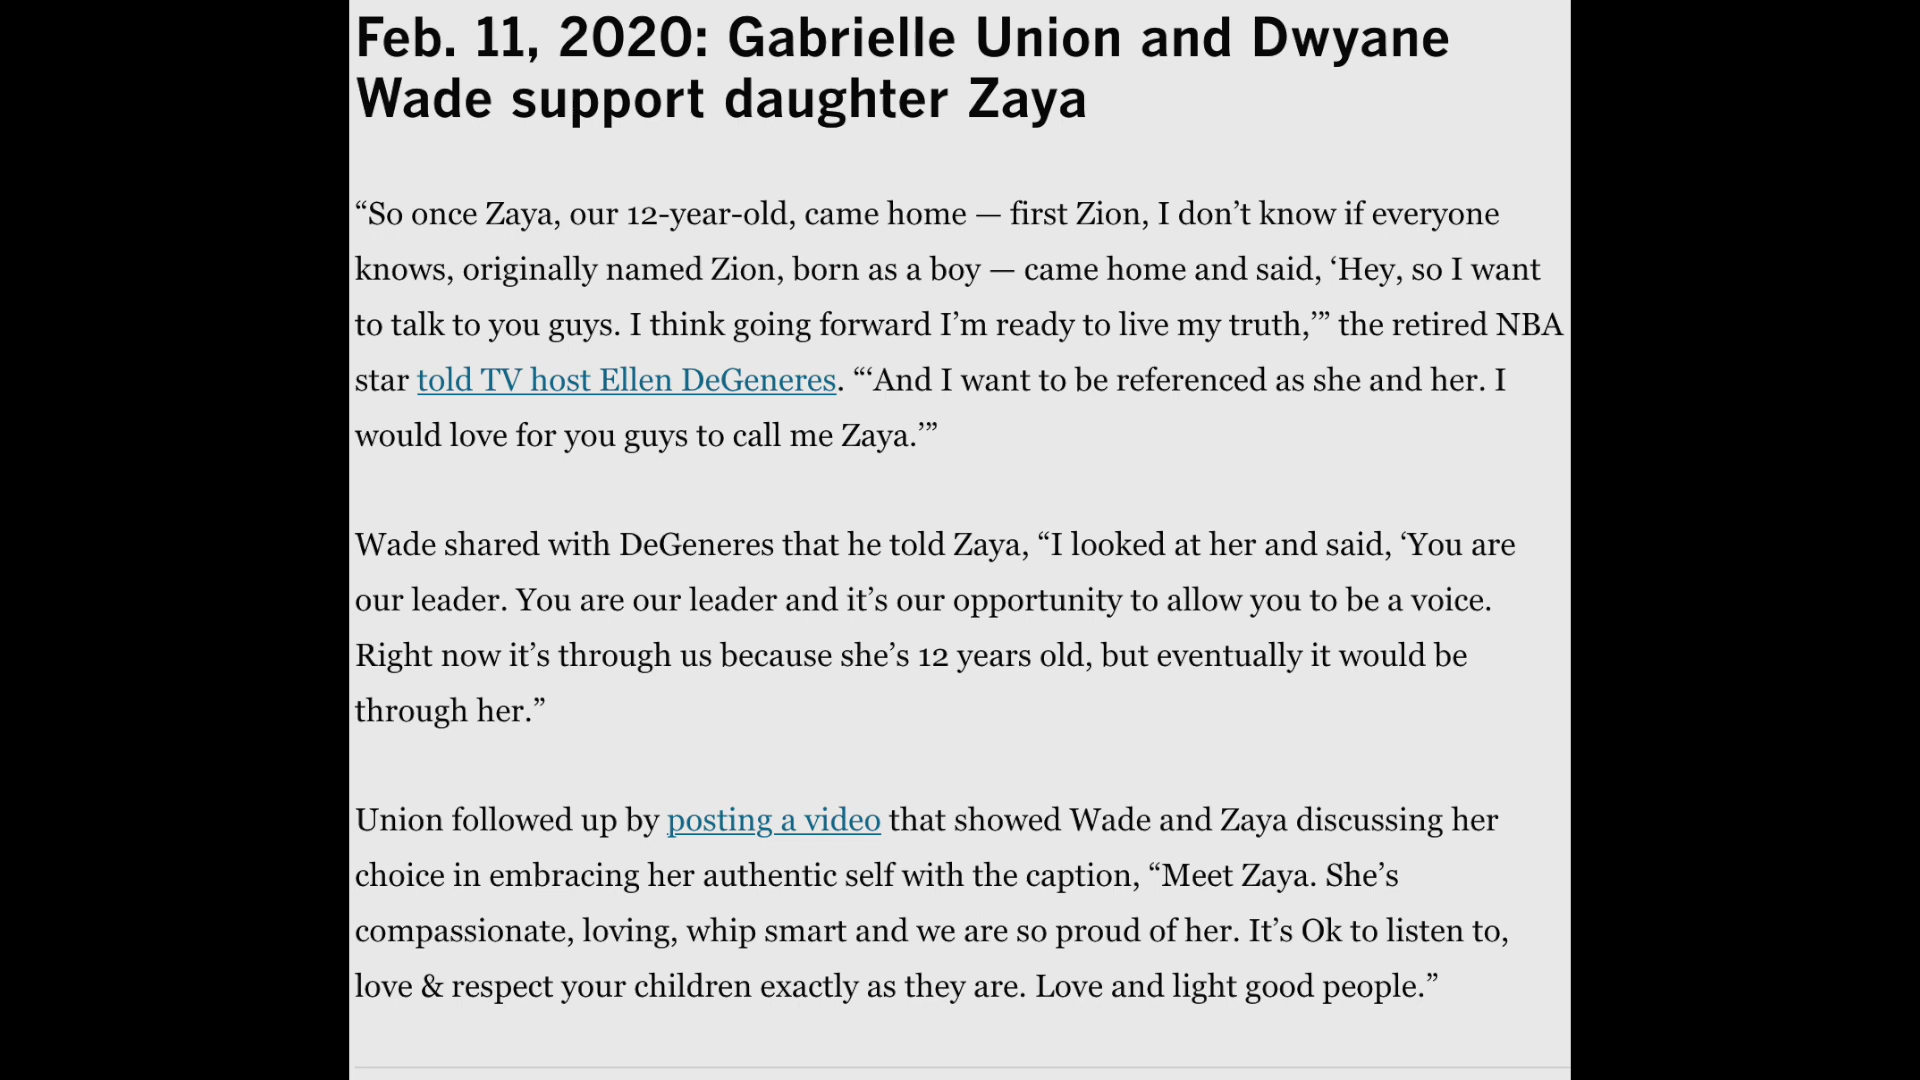 Feb. 11, 2020: Gabrielle Union and Dwyane
Wade support daughter Zaya
“So once Zaya, our 12-year-old, came home — first Zion, I don’t know if everyone
knows, originally named Zion, born as a boy — came home and said, ‘Hey, so I want
to talk to you guys. I think going forward I’m ready to live my truth,’” the retired NBA
star told TV host Ellen DeGeneres. “‘And I want to be referenced as she and her. I
would love for you guys to call me Zaya.’”
Wade shared with DeGeneres that he told Zaya, “I looked at her and said, ‘You are
our leader. You are our leader and it’s our opportunity to allow you to be a voice.
Right now it’s through us because she’s 12 years old, but eventually it would be
through her.”
Union followed up by posting a video that showed Wade and Zaya discussing her
choice in embracing her authentic self with the caption, “Meet Zaya. She’s
compassionate, loving, whip smart and we are so proud of her. It’s Ok to listen to,
love & respect your children exactly as they are. Love and light good people.”